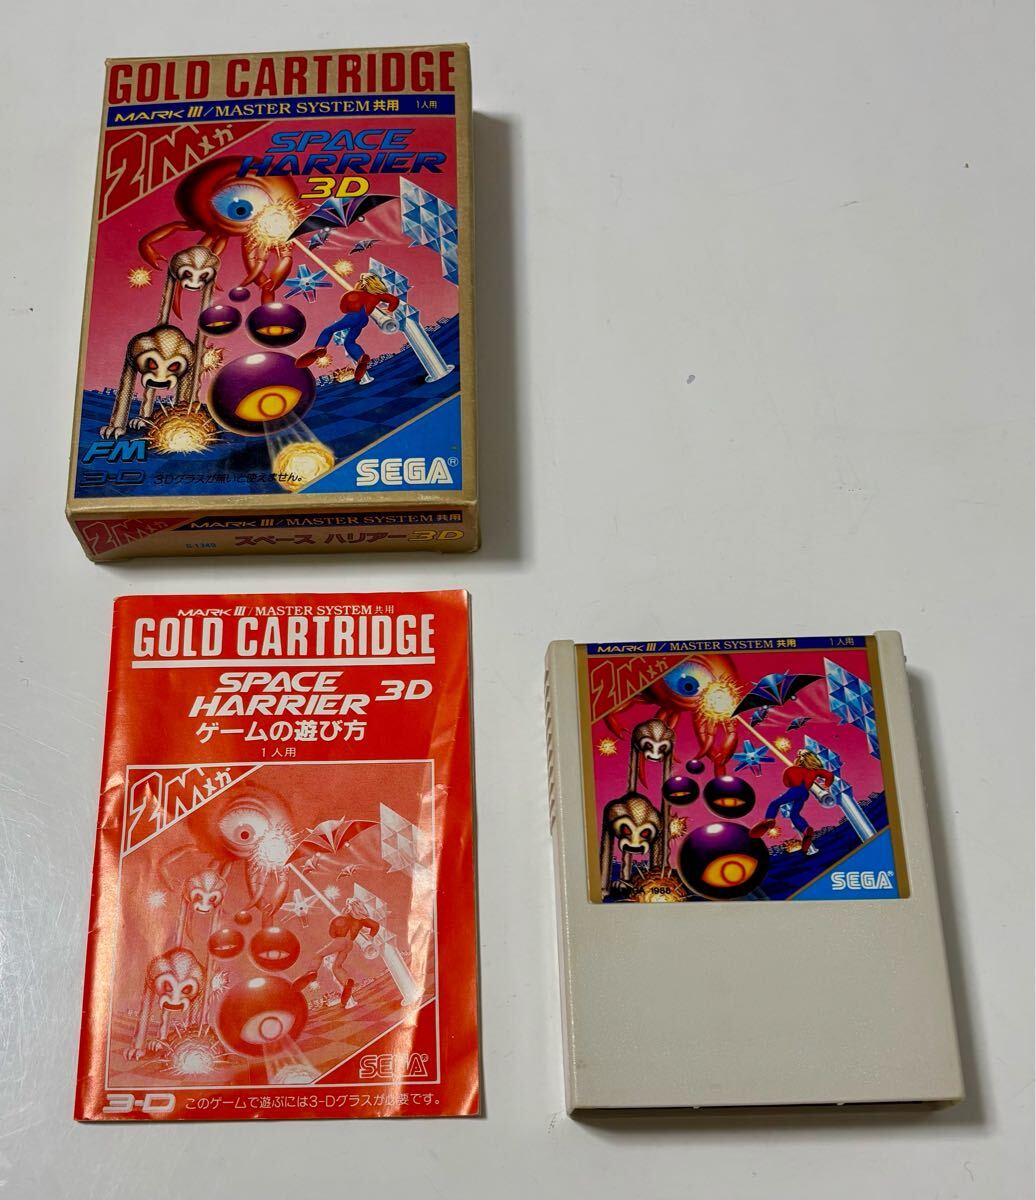 GOLD CARTRIDGE
MARK III/MASTER SYSTEM 共用 1人用
2Mメガ
SPACE
HARRIER
3D
FM
3-D 3Dグラスが無いと使えません。
SEGA®
2Mメガ
MARK III/MASTER SYSTEM 共用
G-1349
スペース ハリアー3D
MARK III/MASTER SYSTEM 共用
GOLD CARTRIDGE
SPACE
HARRIER 3D
ゲームの遊び方
1人用
2Mメガ
SEGA®
3-D このゲームで遊ぶには3-Dグラスが必要です。
MARK III/MASTER SYSTEM 共用 1人用
2Mメガ
SEGA®
SEGA 1988